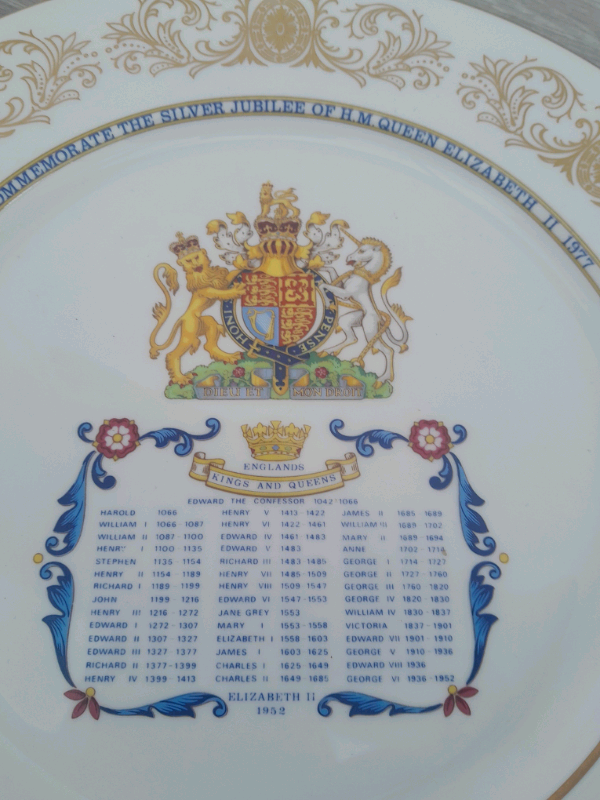 OMMEMORATE THE SILVER JUBILEE OF H M QUEEN ELIZABETH II 1977
HONI PENSE
DIEU ET MON DROIT
ENGLANDS
KINGS AND QUEENS
EDWARD THE CONFESSOR 1042-1066
HAROLD 1066
WILLIAM I 1066 1087
WILLIAM II 1087-1100
HENRY I 1100 1135
STEPHEN 1135-1154
HENRY II 1154-1189
RICHARD I 1189-1199
JOHN 1199-1216
HENRY III 1216-1272
EDWARD I 1272-1307
EDWARD II 1307-1327
EDWARD III 1327 1377
RICHARD II 1377-1399
HENRY IV 1399-1413
HENRY V 1413-1422
HENRY VI 1422-1461
EDWARD IV 1461-1483
EDWARD V 1483
RICHARD III 1483-1485
HENRY VII 1485-1509
HENRY VIII 1509-1547
EDWARD VI 1547-1553
JANE GREY 1553
MARY I 1553-1558
ELIZABETH I 1558 1603
JAMES I 1603 1625
CHARLES I 1625 1649
CHARLES II 1649-1685
JAMES II 1685 1689
WILLIAM III 1689 1702
MARY II 1689 1694
ANNE 1702-1714
GEORGE I 1714-1727
GEORGE II 1727-1760
GEORGE III 1760 1820
GEORGE IV 1820-1830
WILLIAM IV 1830-1837
VICTORIA 1837-1901
EDWARD VII 1901-1910
GEORGE V 1910-1936
EDWARD VIII 1936
GEORGE VI 1936-1952
ELIZABETH II
1952